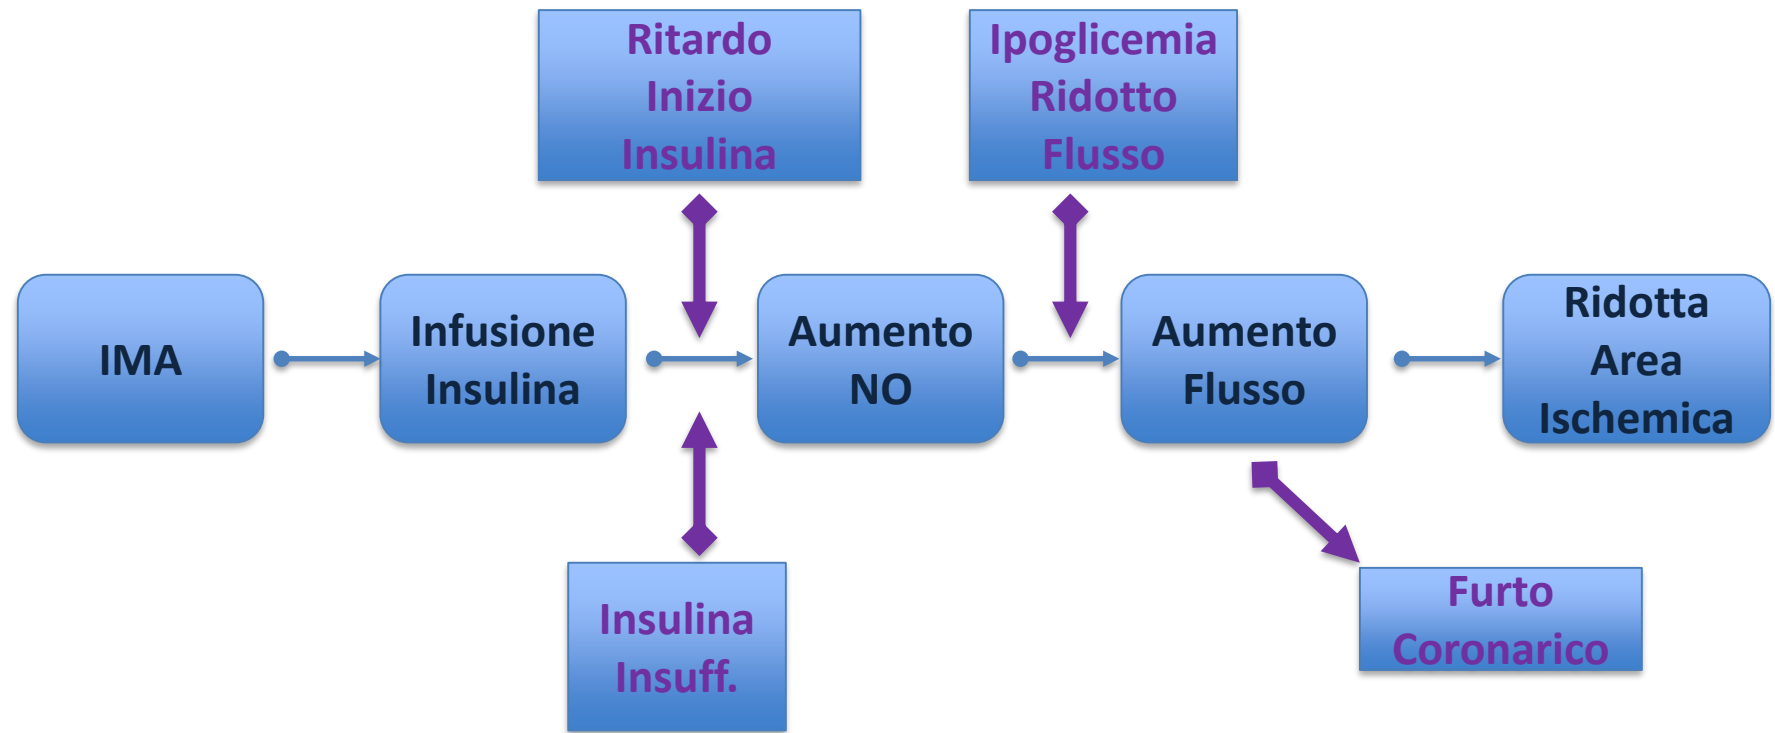 Ritardo
Inizio
Insulina
Ipoglicemia
Ridotto
Flusso
IMA
Infusione
Insulina
Aumento
NO
Aumento
Flusso
Ridotta
Area
Ischemica
Insulina
Insuff.
Furto
Coronarico